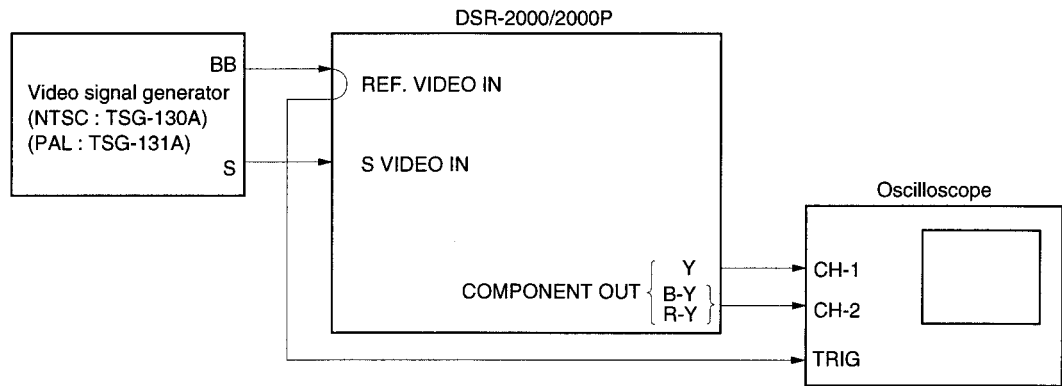 DSR-2000/2000P
BB
Video signal generator
(NTSC : TSG-130A)
(PAL : TSG-131A)
S
REF. VIDEO IN
S VIDEO IN
COMPONENT OUT
Y
B-Y
R-Y
Oscilloscope
CH-1
CH-2
TRIG